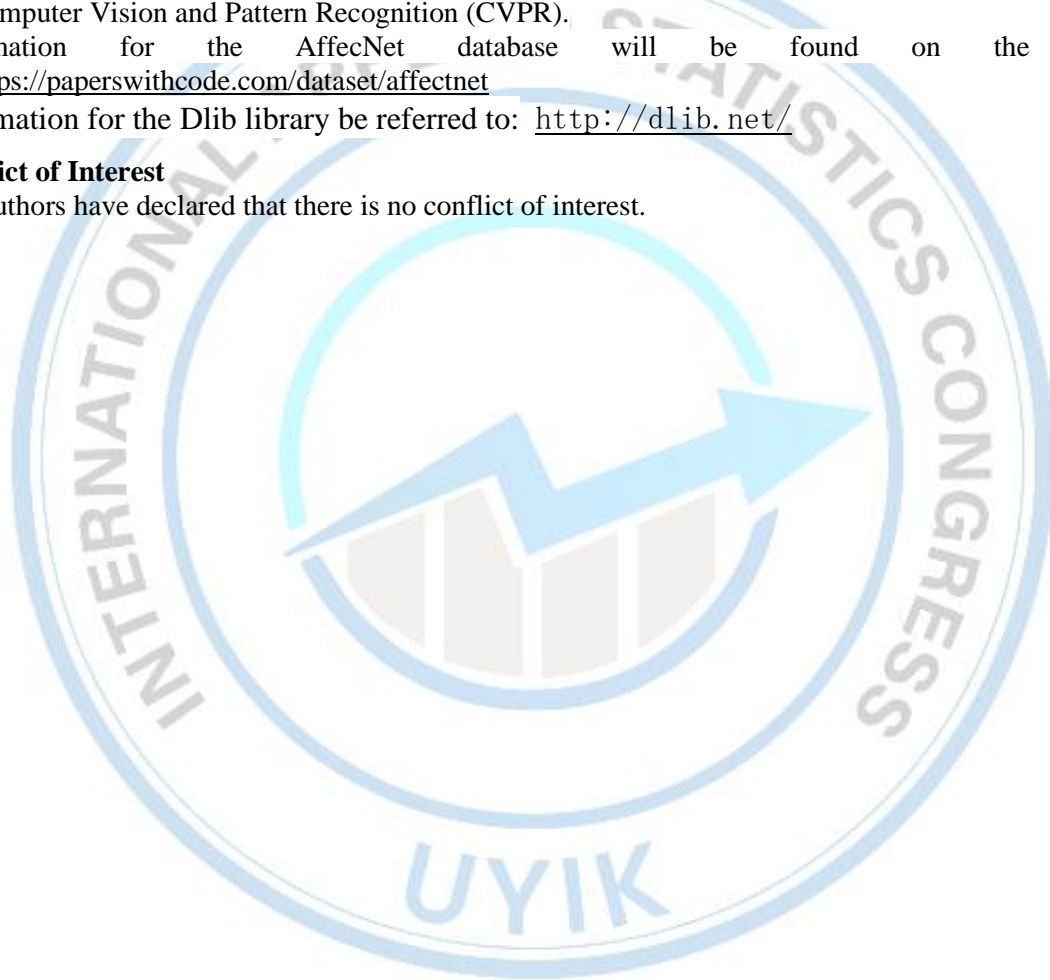 mputer Vision and Pattern Recognition (CVPR).
mation for the AffecNet database will be found on the
ps://paperswithcode.com/dataset/affectnet
mation for the Dlib library be referred to: http://dlib.net/
ict of Interest
uthors have declared that there is no conflict of interest.
INTERNATIONAL STATISTICS CONGRESS
UYIK